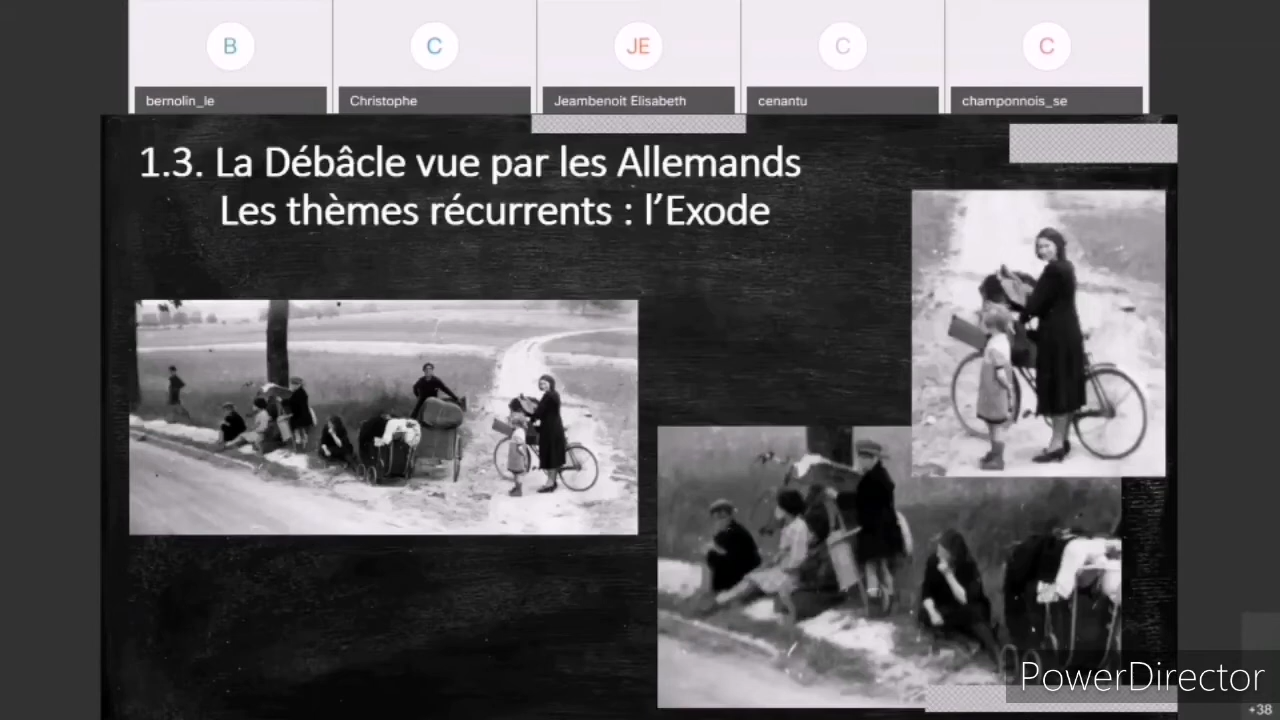 B
C
JE
C
C
bernolin_le
Christophe
Jeambenoit Elisabeth
cenantu
champonnois_se
1.3. La Débâcle vue par les Allemands
Les thèmes récurrents : l’Exode
PowerDirector
+38